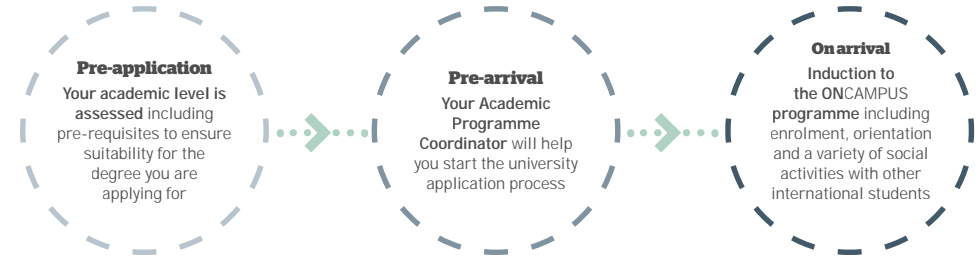 Pre-application
Your academic level is
assessed including
pre-requisites to ensure
suitability for the
degree you are
applying for
Pre-arrival
Your Academic
Programme
Coordinator will help
you start the university
application process
On arrival
Induction to
the ONCAMPUS
programme including
enrolment, orientation
and a variety of social
activities with other
international students